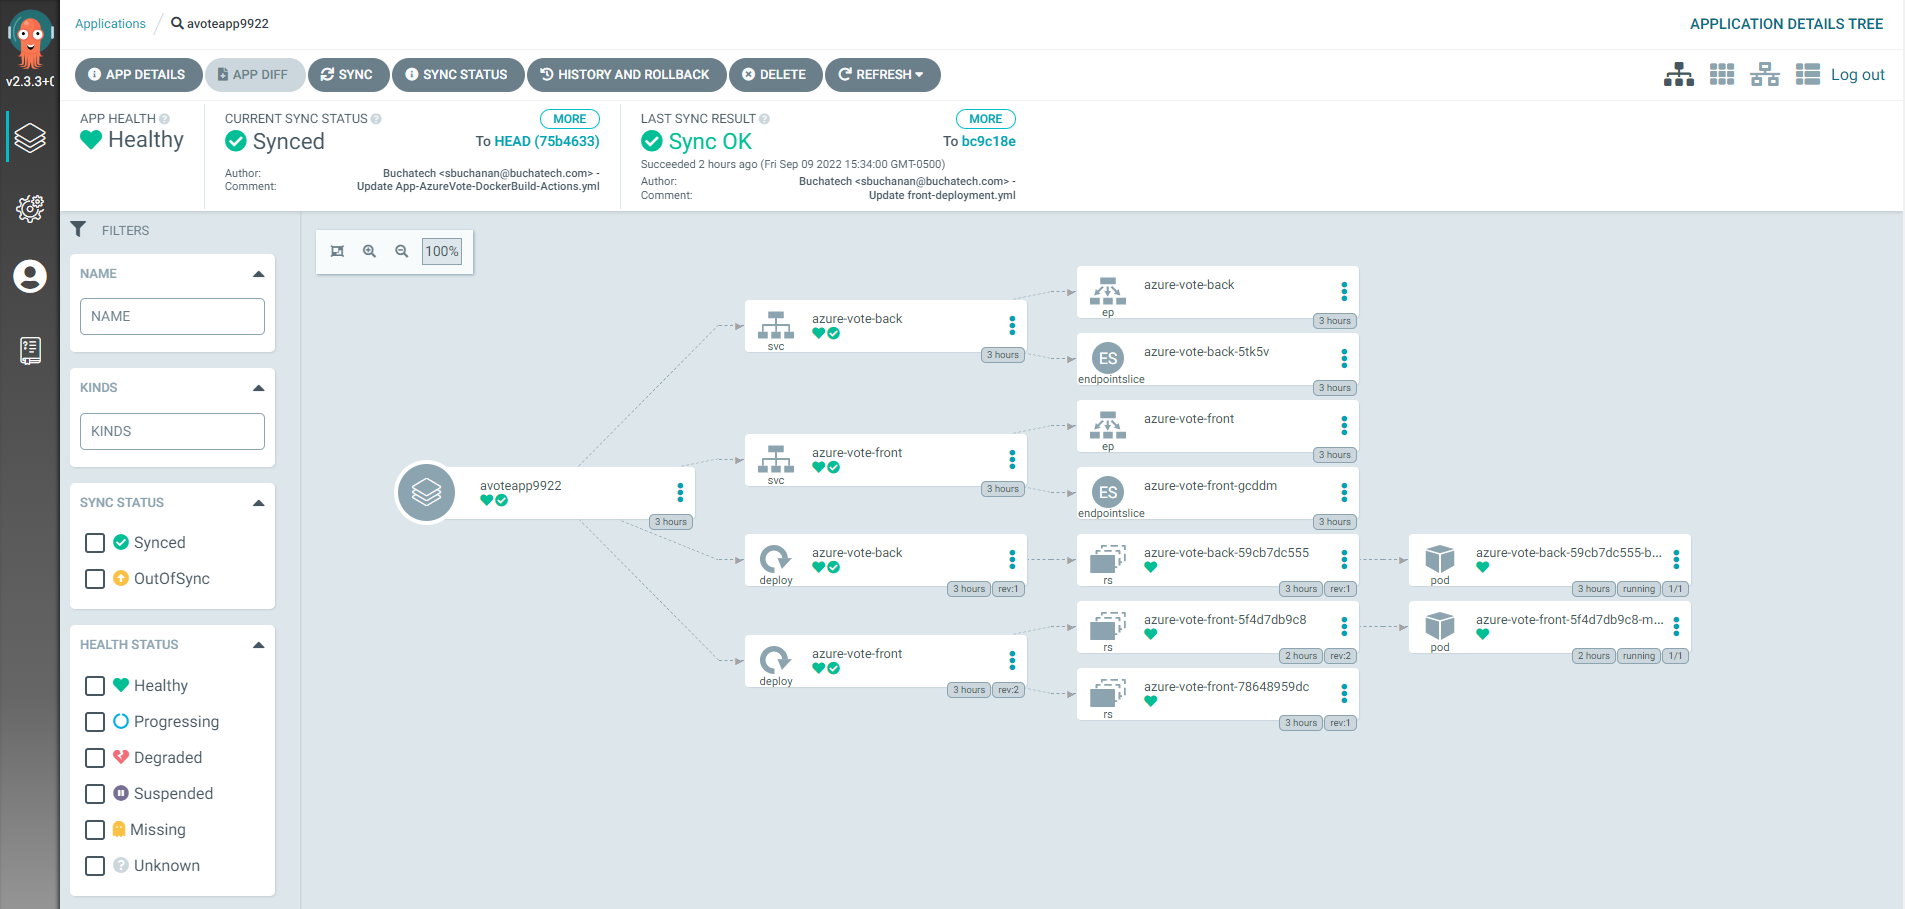 v2.3.3+0
Applications / avoteapp9922
APPLICATION DETAILS TREE
APP DETAILS
APP DIFF
SYNC
SYNC STATUS
HISTORY AND ROLLBACK
DELETE
REFRESH
Log out
APP HEALTH
Healthy
CURRENT SYNC STATUS
MORE
Synced
To HEAD (75b4633)
Author: Buchatech <sbuchanan@buchatech.com> -
Comment: Update App-AzureVote-DockerBuild-Actions.yml
LAST SYNC RESULT
MORE
Sync OK
To bc9c18e
Succeeded 2 hours ago (Fri Sep 09 2022 15:34:00 GMT-0500)
Author: Buchatech <sbuchanan@buchatech.com> -
Comment: Update front-deployment.yml
FILTERS
NAME
NAME
KINDS
KINDS
SYNC STATUS
Synced
OutOfSync
HEALTH STATUS
Healthy
Progressing
Degraded
Suspended
Missing
Unknown
100%
avoteapp9922
3 hours
azure-vote-back
svc
3 hours
azure-vote-front
svc
3 hours
azure-vote-back
deploy
3 hours rev:1
azure-vote-front
deploy
3 hours rev:2
azure-vote-back
ep
3 hours
ES
azure-vote-back-5tk5v
endpointslice
3 hours
azure-vote-front
ep
3 hours
ES
azure-vote-front-gcddm
endpointslice
3 hours
azure-vote-back-59cb7dc555
rs
3 hours rev:1
azure-vote-front-5f4d7db9c8
rs
2 hours rev:2
azure-vote-front-78648959dc
rs
3 hours rev:1
azure-vote-back-59cb7dc555-b...
pod
3 hours running 1/1
azure-vote-front-5f4d7db9c8-m...
pod
2 hours running 1/1